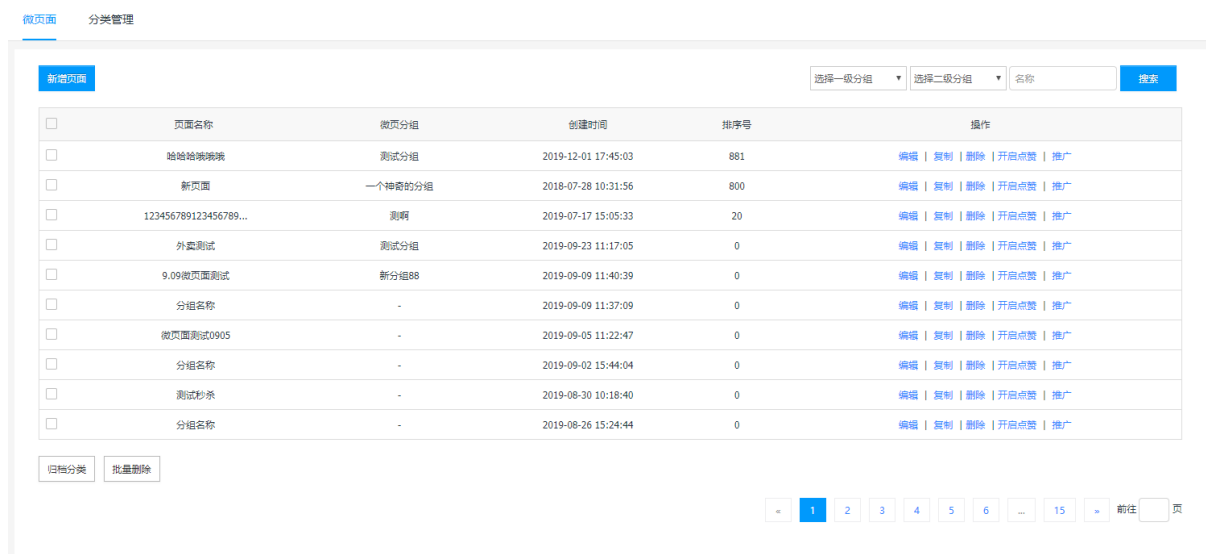 微页面 分类管理
新增页面 选择一级分组 选择二级分组 名称 搜索
页面名称 微页分组 创建时间 排序号 操作
哈哈哈哦哦哦 测试分组 2019-12-01 17:45:03 881 编辑 | 复制 | 删除 | 开启点赞 | 推广
新页面 一个神奇的分组 2018-07-28 10:31:56 800 编辑 | 复制 | 删除 | 开启点赞 | 推广
123456789123456789... 测啊 2019-07-17 15:05:33 20 编辑 | 复制 | 删除 | 开启点赞 | 推广
外卖测试 测试分组 2019-09-23 11:17:05 0 编辑 | 复制 | 删除 | 开启点赞 | 推广
9.09微页面测试 新分组88 2019-09-09 11:40:39 0 编辑 | 复制 | 删除 | 开启点赞 | 推广
分组名称 - 2019-09-09 11:37:09 0 编辑 | 复制 | 删除 | 开启点赞 | 推广
微页面测试0905 - 2019-09-05 11:22:47 0 编辑 | 复制 | 删除 | 开启点赞 | 推广
分组名称 - 2019-09-02 15:44:04 0 编辑 | 复制 | 删除 | 开启点赞 | 推广
测试秒杀 - 2019-08-30 10:18:40 0 编辑 | 复制 | 删除 | 开启点赞 | 推广
分组名称 - 2019-08-26 15:24:44 0 编辑 | 复制 | 删除 | 开启点赞 | 推广
归档分类 批量删除
« 1 2 3 4 5 6 ... 15 » 前往 页